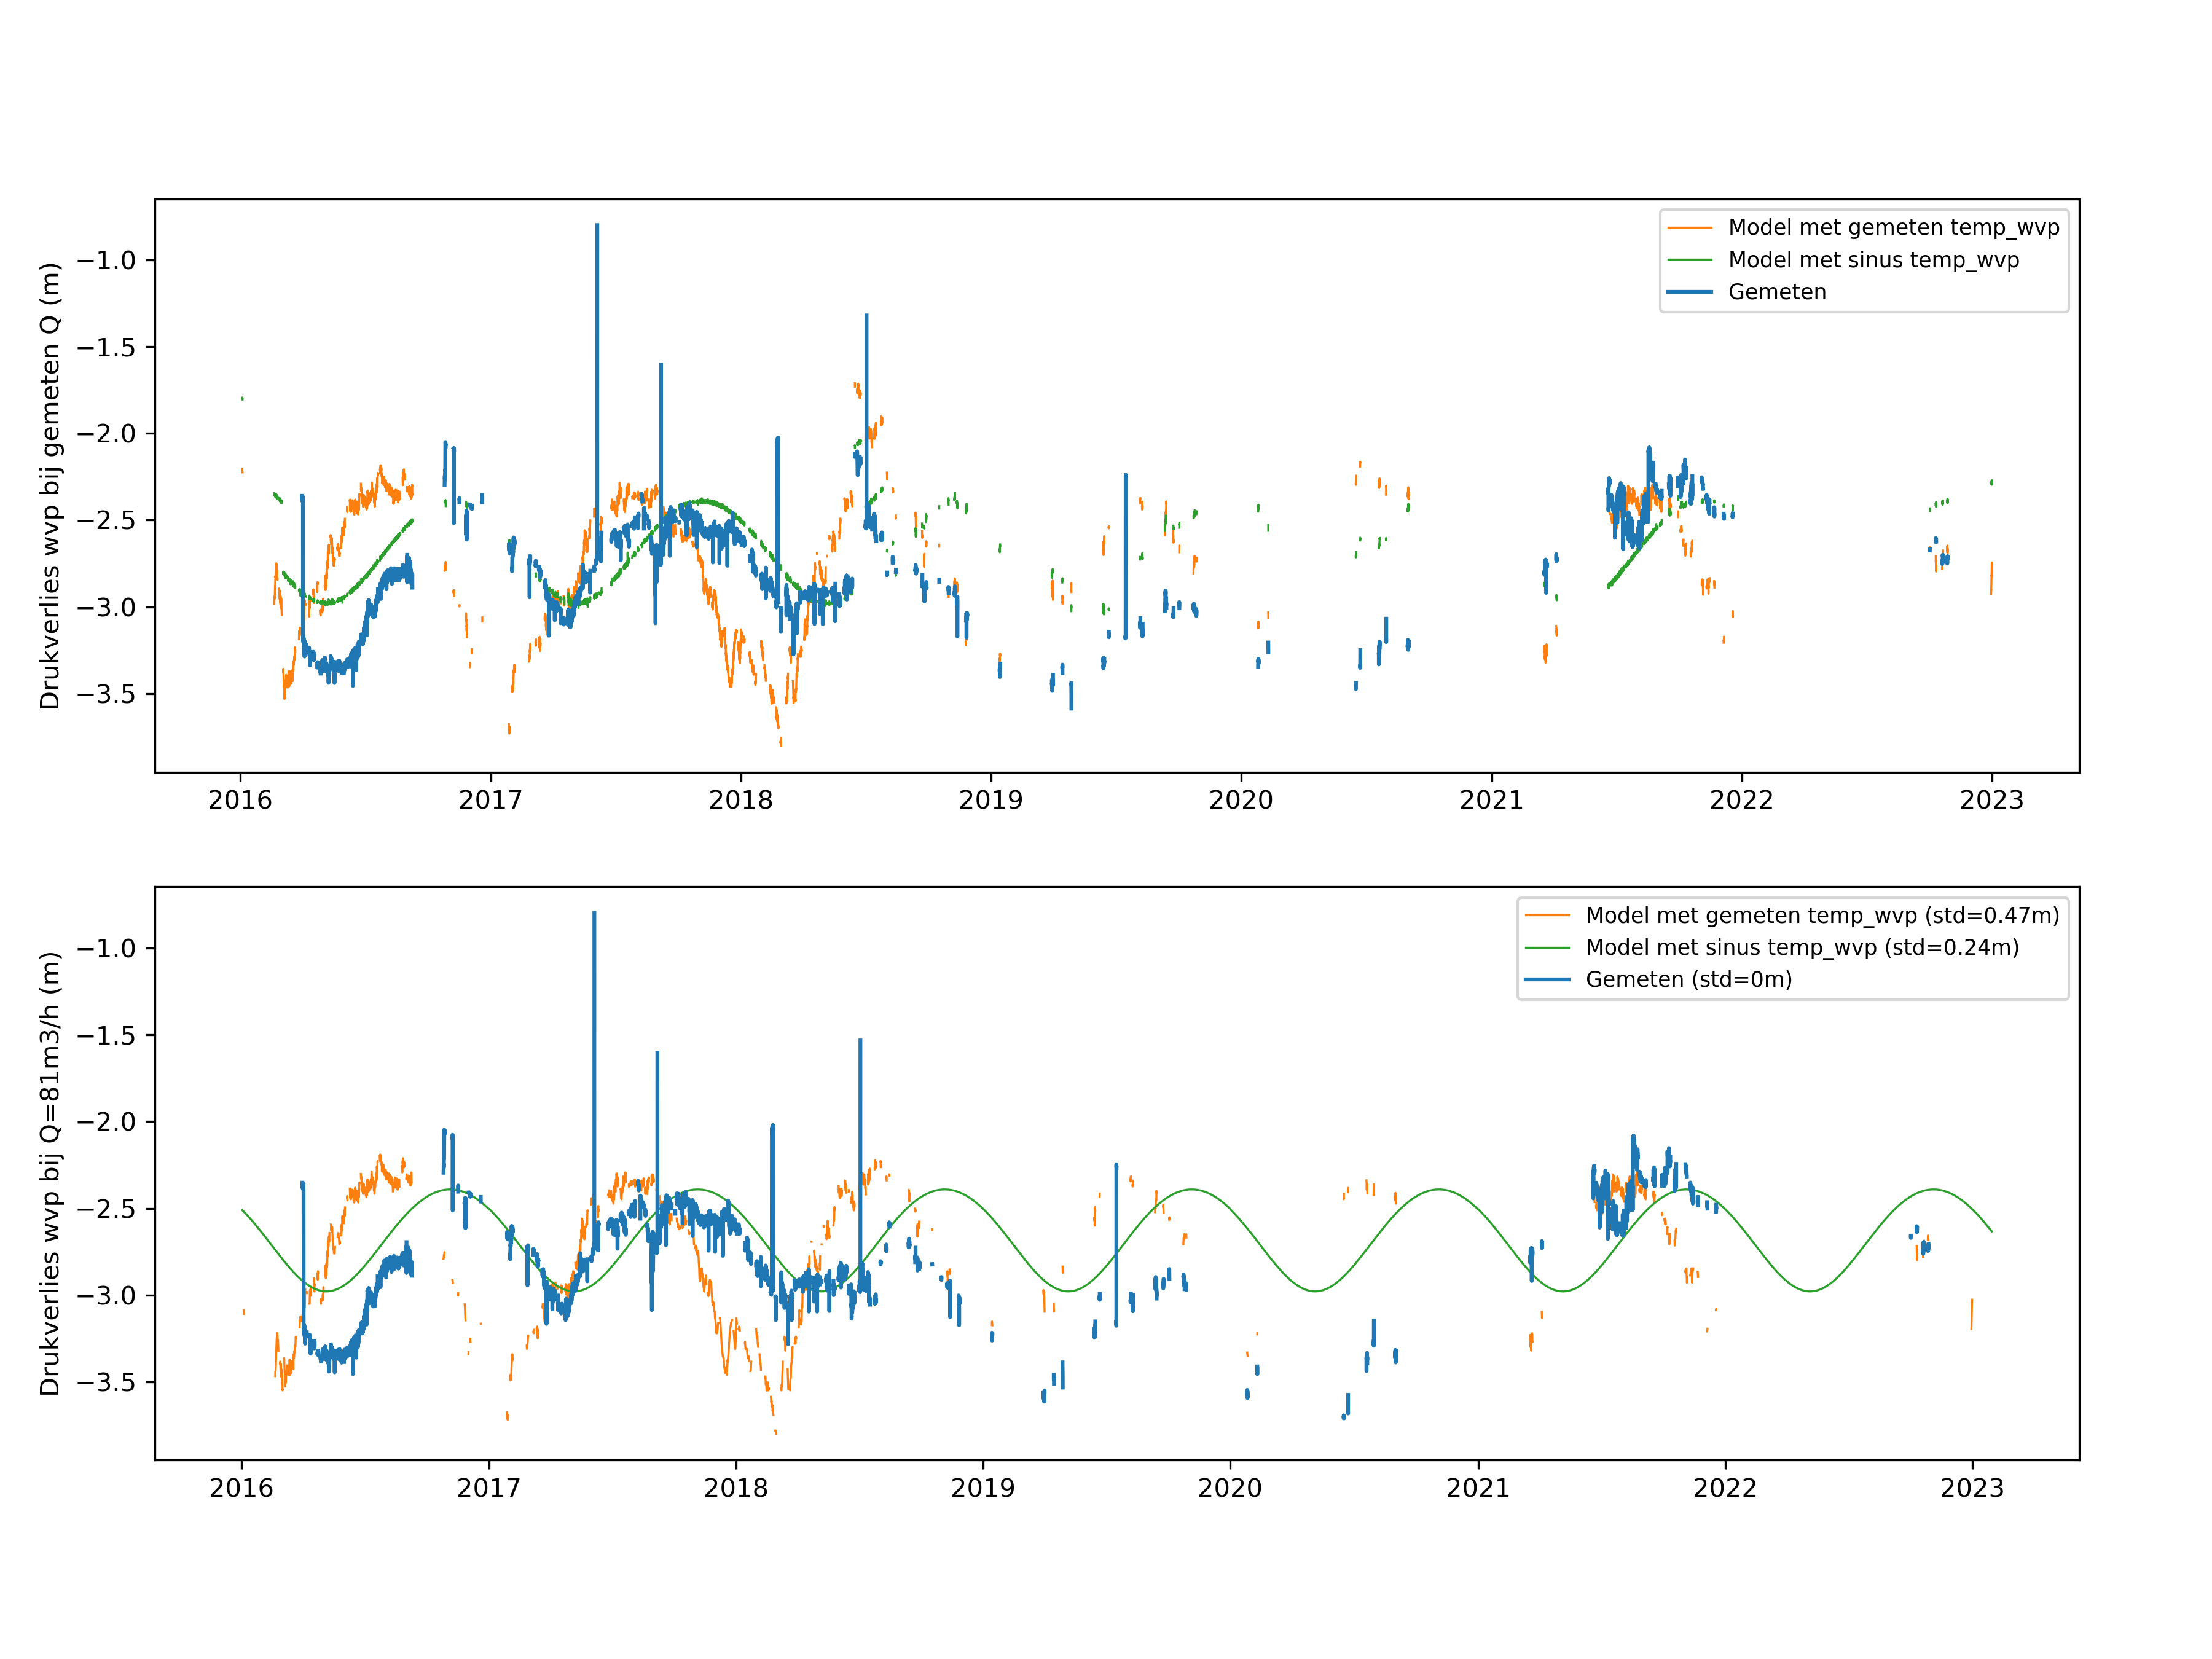 Drukverlies wvp bij gemeten Q (m)
−1.0
−1.5
−2.0
−2.5
−3.0
−3.5
Model met gemeten temp_wvp
Model met sinus temp_wvp
Gemeten
2016 2017 2018 2019 2020 2021 2022 2023
Drukverlies wvp bij Q=81m3/h (m)
−1.0
−1.5
−2.0
−2.5
−3.0
−3.5
Model met gemeten temp_wvp (std=0.47m)
Model met sinus temp_wvp (std=0.24m)
Gemeten (std=0m)
2016 2017 2018 2019 2020 2021 2022 2023